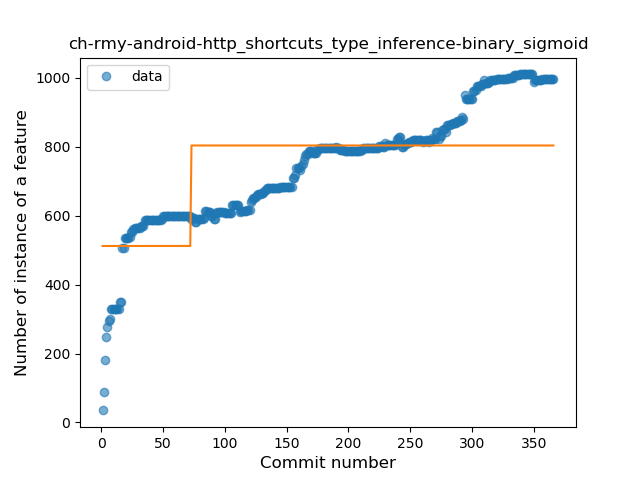 ch-rmy-android-http_shortcuts_type_inference-binary_sigmoid
data
Number of instance of a feature
1000
800
600
400
200
0
0 50 100 150 200 250 300 350
Commit number